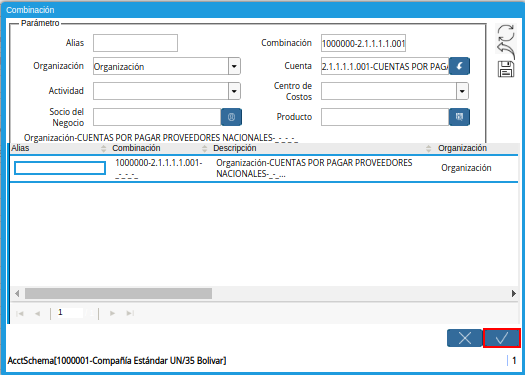 Combinación
Parámetro
Alias
Combinación 1000000-2.1.1.1.1.001
Organización Organización
Cuenta 2.1.1.1.1.001-CUENTAS POR PAGA
Actividad
Centro de
Costos
Socio del
Negocio
Producto
Organización-CUENTAS POR PAGAR PROVEEDORES NACIONALES-_-_-_-_
Alias Combinación Descripción Organización
1000000-2.1.1.1.1.001- Organización-CUENTAS POR PAGAR PROVEEDORES Organización
_-_-_-_ NACIONALES-_-_...
1
AcctSchema[1000001-Compañía Estándar UN/35 Bolivar] 1